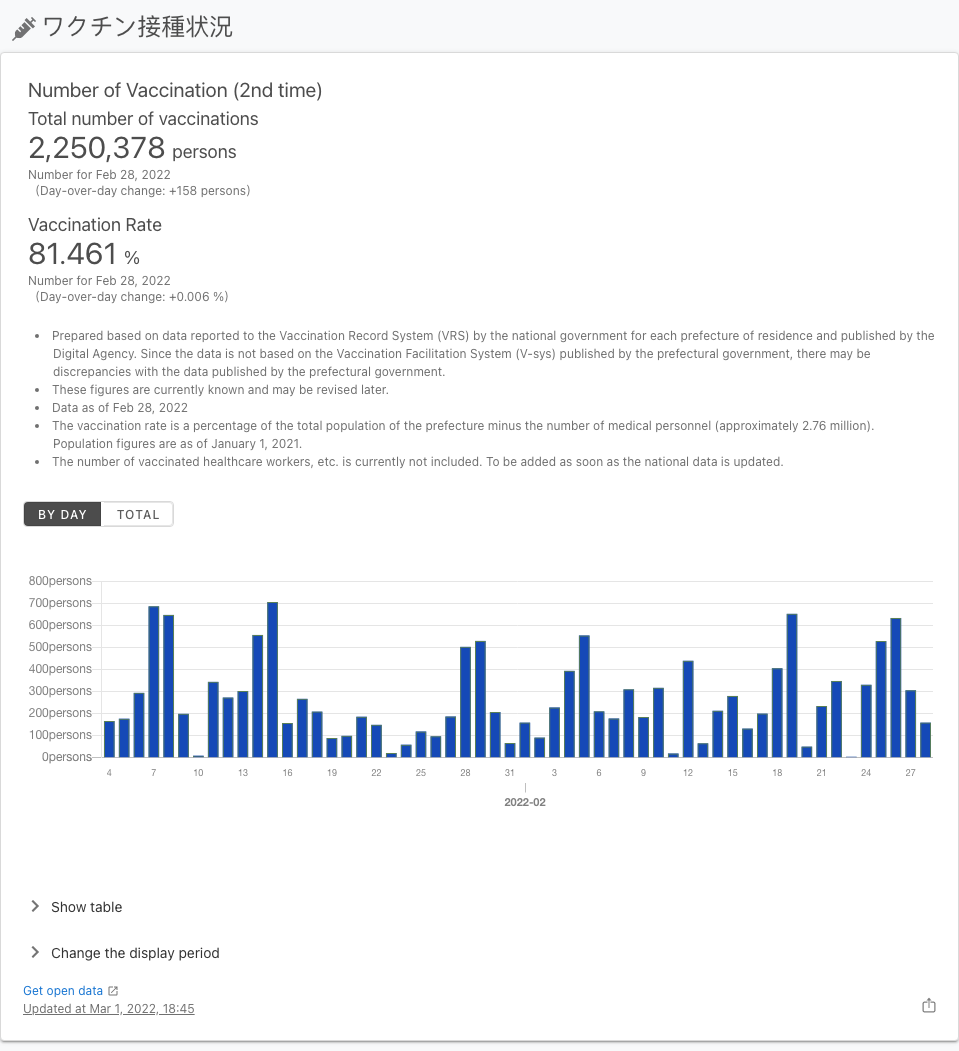 ワクチン接種状況
Number of Vaccination (2nd time)
Total number of vaccinations
2,250,378 persons
Number for Feb 28, 2022
(Day-over-day change: +158 persons)
Vaccination Rate
81.461 %
Number for Feb 28, 2022
(Day-over-day change: +0.006 %)
• Prepared based on data reported to the Vaccination Record System (VRS) by the national government for each prefecture of residence and published by the
Digital Agency. Since the data is not based on the Vaccination Facilitation System (V-sys) published by the prefectural government, there may be
discrepancies with the data published by the prefectural government.
• These figures are currently known and may be revised later.
• Data as of Feb 28, 2022
• The vaccination rate is a percentage of the total population of the prefecture minus the number of medical personnel (approximately 2.76 million).
Population figures are as of January 1, 2021.
• The number of vaccinated healthcare workers, etc. is currently not included. To be added as soon as the national data is updated.
BY DAY TOTAL
800persons
700persons
600persons
500persons
400persons
300persons
200persons
100persons
0persons
4 7 10 13 16 19 22 25 28 31 3 6 9 12 15 18 21 24 27
2022-02
Show table
Change the display period
Get open data
Updated at Mar 1, 2022, 18:45